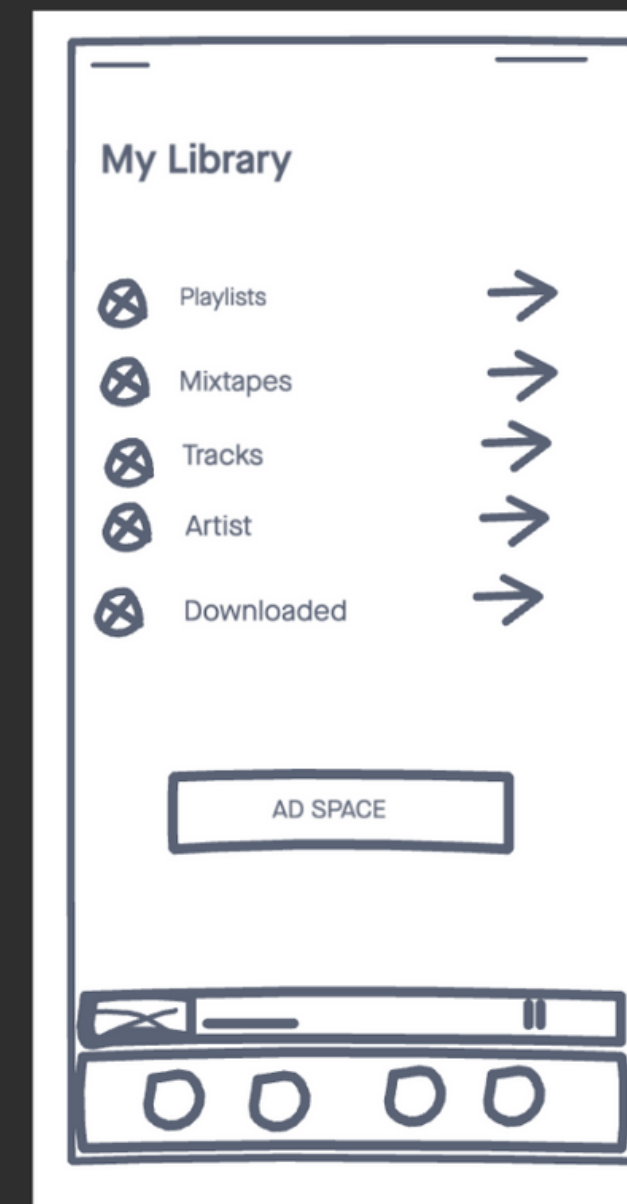 My Library
Playlists
Mixtapes
Tracks
Artist
Downloaded
AD SPACE